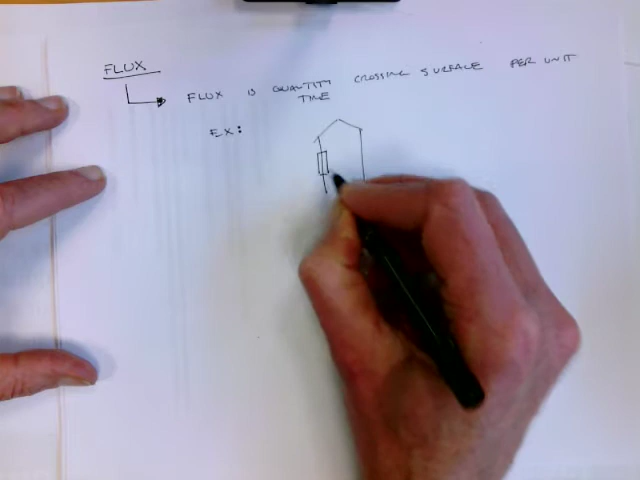 FLUX
FLUX IS QUANTITY CROSSING SURFACE PER UNIT
TIME
EX: